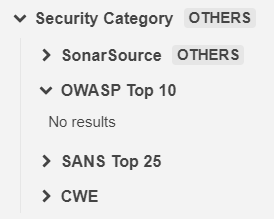 Security Category OTHERS
SonarSource OTHERS
OWASP Top 10
No results
SANS Top 25
CWE